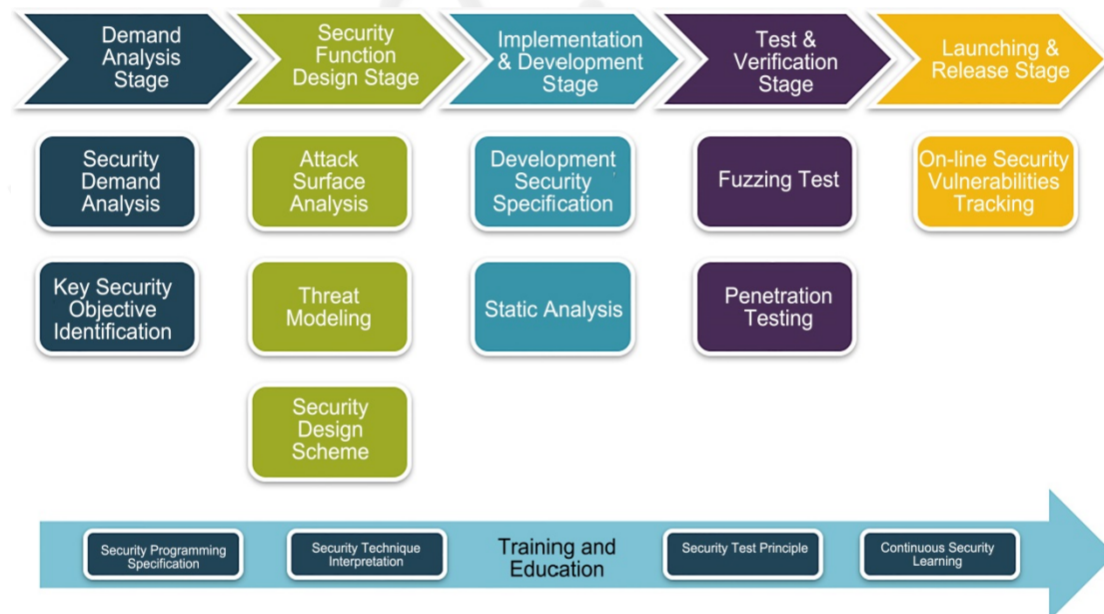 Demand
Analysis
Stage
Security
Function
Design Stage
Implementation
& Development
Stage
Test &
Verification
Stage
Launching &
Release Stage
Security
Demand
Analysis
Attack
Surface
Analysis
Development
Security
Specification
Fuzzing Test
On-line Security
Vulnerabilities
Tracking
Key Security
Objective
Identification
Threat
Modeling
Static Analysis
Penetration
Testing
Security
Design
Scheme
Security Programming
Specification
Security Technique
Interpretation
Training and
Education
Security Test Principle
Continuous Security
Learning